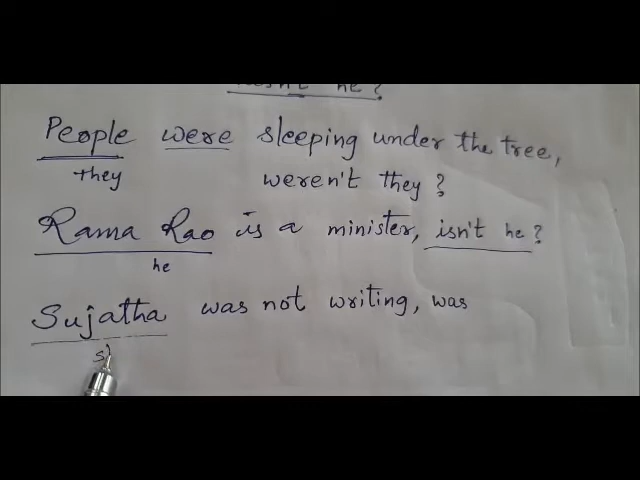 he?
People were sleeping under the tree,
they weren't they?
Rama Rao is a minister, isn't he?
he
Sujatha was not writing, was
s